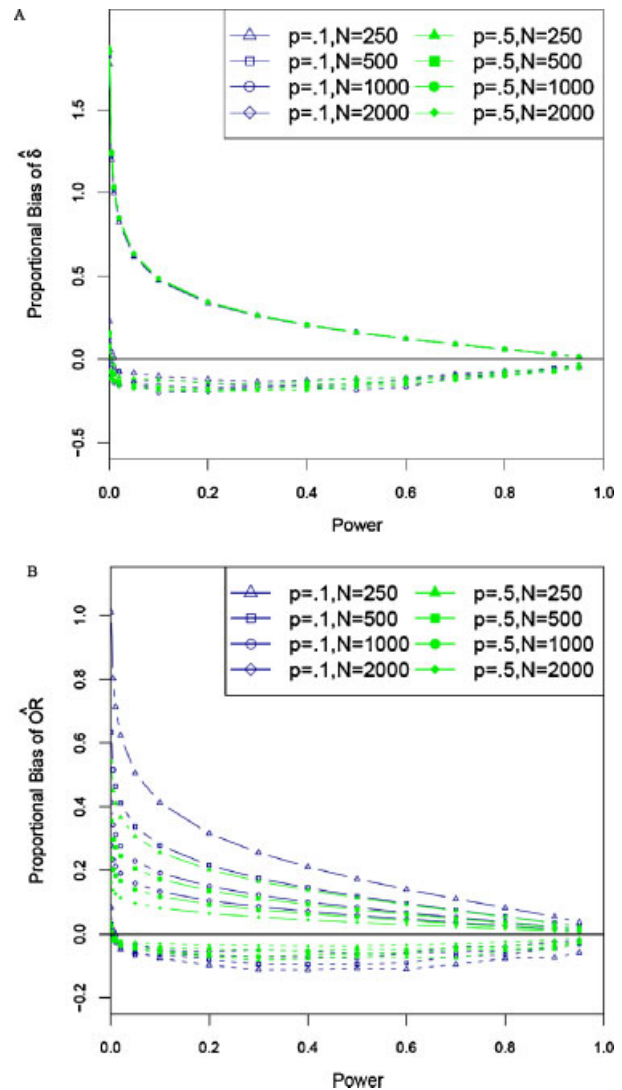 A
p=.1,N=250 p=.5,N=250
p=.1,N=500 p=.5,N=500
p=.1,N=1000 p=.5,N=1000
p=.1,N=2000 p=.5,N=2000
Proportional Bias of δ̂
1.5
1.0
0.5
0.0
−0.5
0.0 0.2 0.4 0.6 0.8 1.0
Power
B
p=.1,N=250 p=.5,N=250
p=.1,N=500 p=.5,N=500
p=.1,N=1000 p=.5,N=1000
p=.1,N=2000 p=.5,N=2000
Proportional Bias of ÔR
1.0
0.8
0.6
0.4
0.2
0.0
−0.2
0.0 0.2 0.4 0.6 0.8 1.0
Power